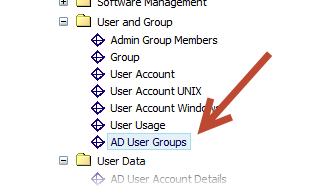 Software Management
User and Group
Admin Group Members
Group
User Account
User Account UNIX
User Account Window
User Usage
AD User Groups
User Data
AD User Account Details